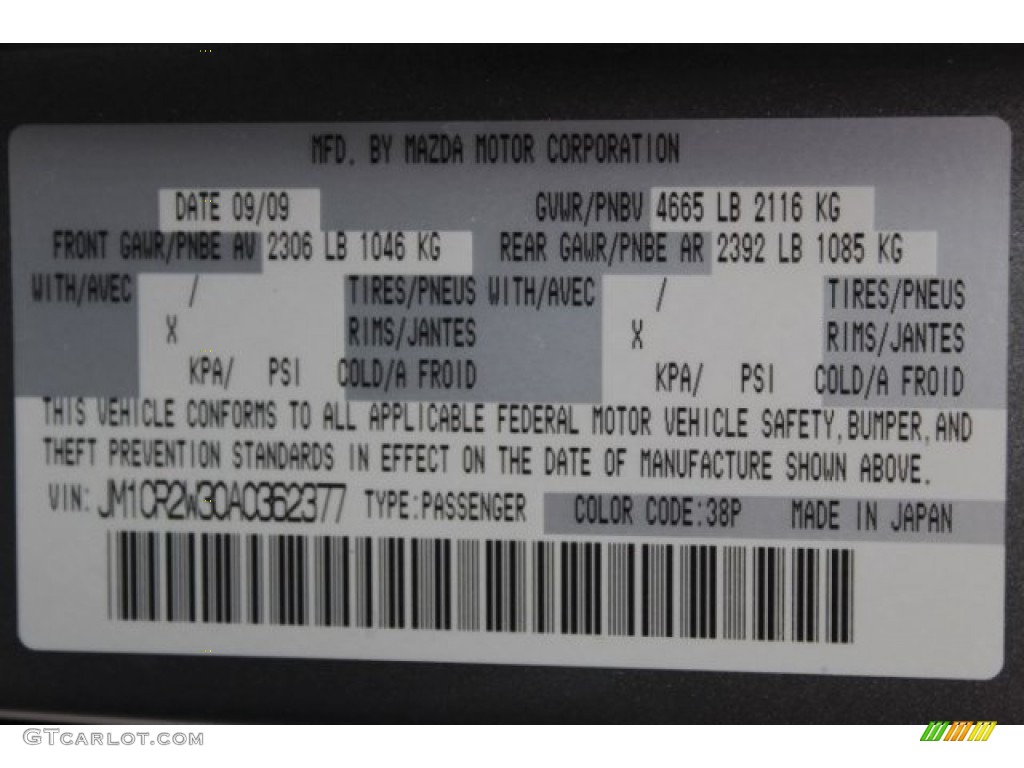 MFD. BY MAZDA MOTOR CORPORATION
DATE 09/09 GVWR/PNBV 4665 LB 2116 KG
FRONT GAWR/PNBE AV 2306 LB 1046 KG REAR GAWR/PNBE AR 2392 LB 1085 KG
WITH/AVEC / TIRES/PNEUS WITH/AVEC / TIRES/PNEUS
X RIMS/JANTES X RIMS/JANTES
KPA/ PSI COLD/A FROID KPA/ PSI COLD/A FROID
THIS VEHICLE CONFORMS TO ALL APPLICABLE FEDERAL MOTOR VEHICLE SAFETY, BUMPER, AND
THEFT PREVENTION STANDARDS IN EFFECT ON THE DATE OF MANUFACTURE SHOWN ABOVE.
VIN: JM1CR2W30A0362377 TYPE:PASSENGER COLOR CODE:38P MADE IN JAPAN
GTCARLOT.COM